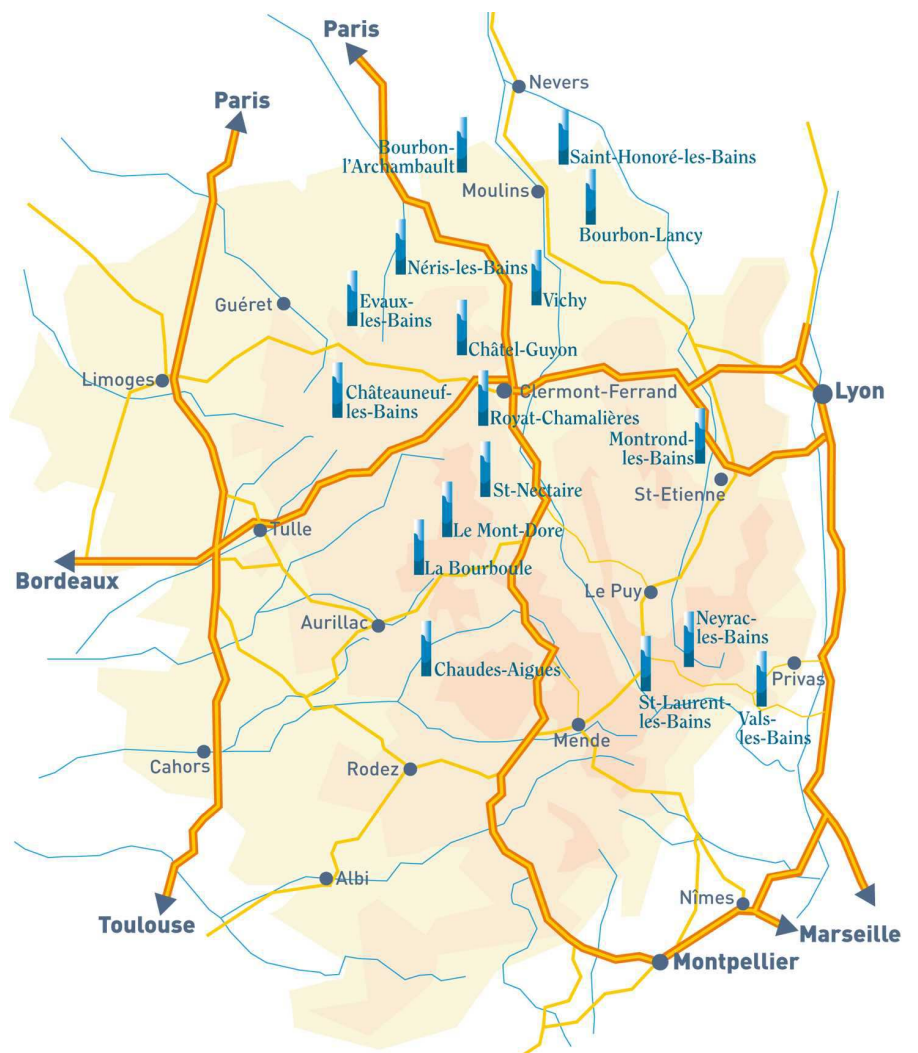 Paris
Nevers
Paris
Bourbon-
l'Archambault
Saint-Honoré-les-Bains
Moulins
Bourbon-Lancy
Néris-les-Bains
Vichy
Evaux-
les-Bains
Guéret
Châtel-Guyon
Limoges
Châteauneuf-
les-Bains
Clermont-Ferrand
Lyon
Royat-Chamalières
Montrond-
les-Bains
St-Nectaire
St-Etienne
Le Mont-Dore
Tulle
La Bourboule
Bordeaux
Le Puy
Aurillac
Neyrac-
les-Bains
Chaudes-Aigues
Privas
St-Laurent-
les-Bains
Vals-
les-Bains
Mende
Cahors
Rodez
Albi
Nîmes
Toulouse
Marseille
Montpellier